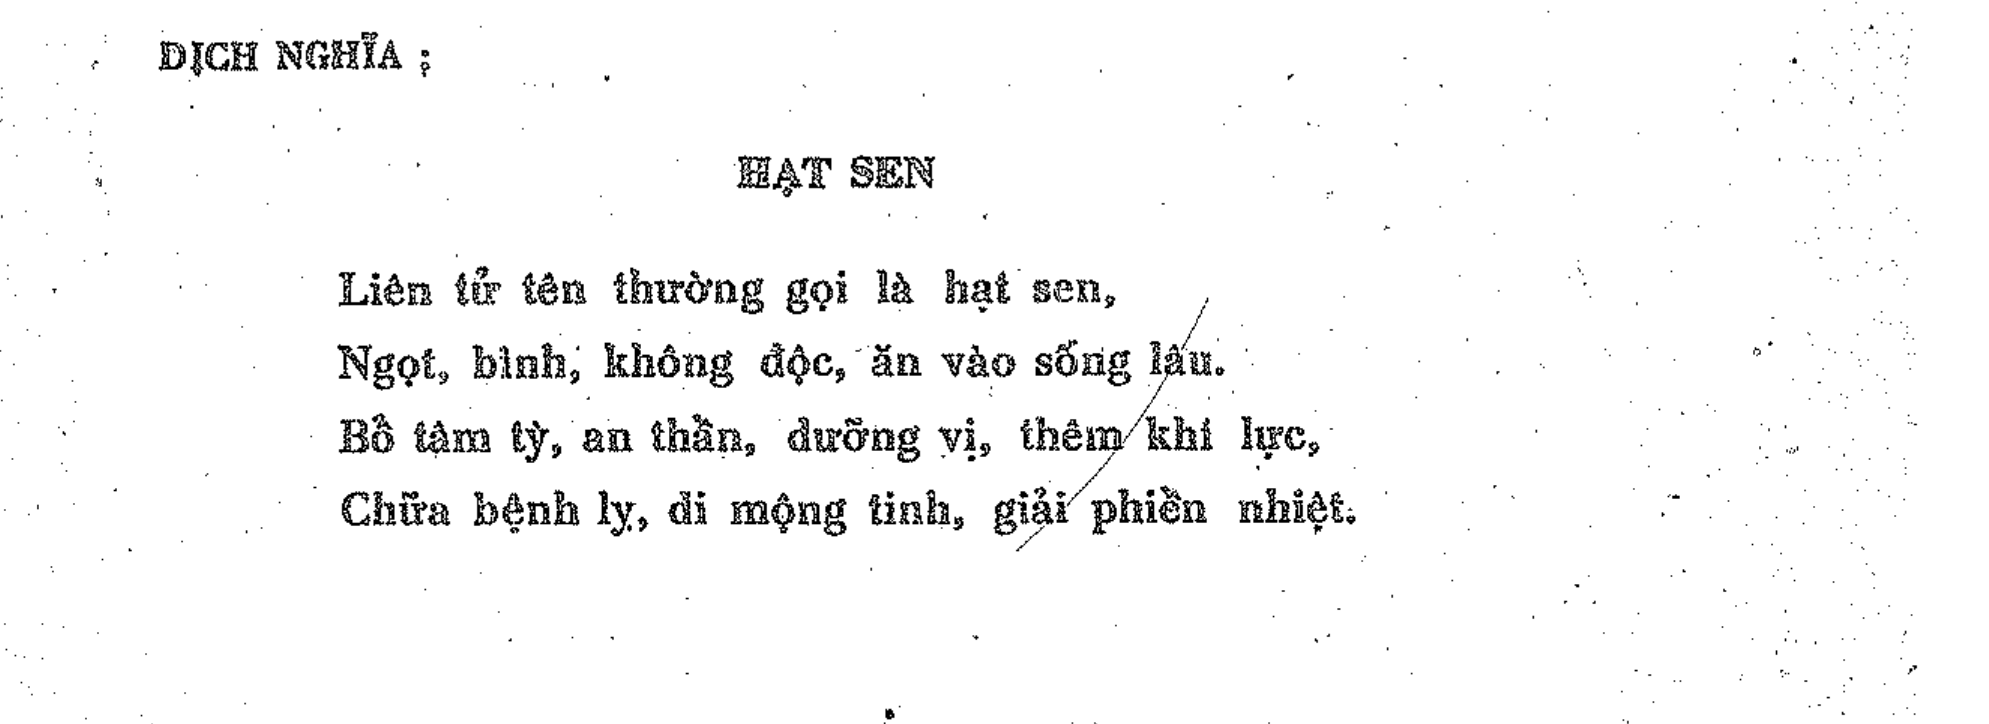 DỊCH NGHĨA :
HẠT SEN
Liên tử tên thường gọi là hạt sen,
Ngọt, bình, không độc, ăn vào sống lâu.
Bổ tâm tỳ, an thần, dưỡng vị, thêm khí lực,
Chữa bệnh lỵ, di mộng tinh, giải phiền nhiệt.